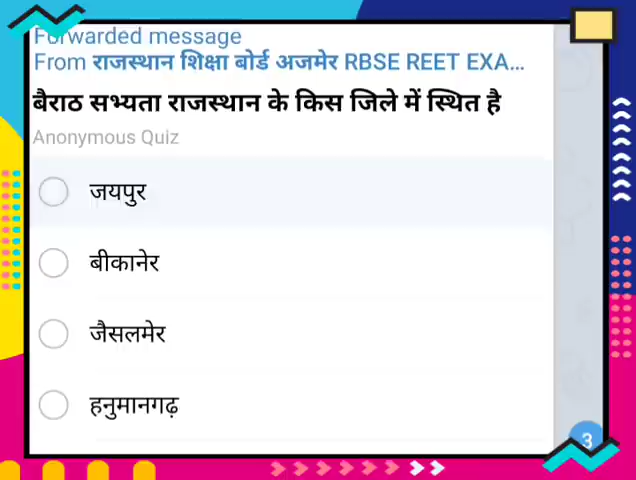 Forwarded message
From राजस्थान शिक्षा बोर्ड अजमेर RBSE REET EXA...
बैराठ सभ्यता राजस्थान के किस जिले में स्थित है
Anonymous Quiz
जयपुर
बीकानेर
जैसलमेर
हनुमानगढ़
3